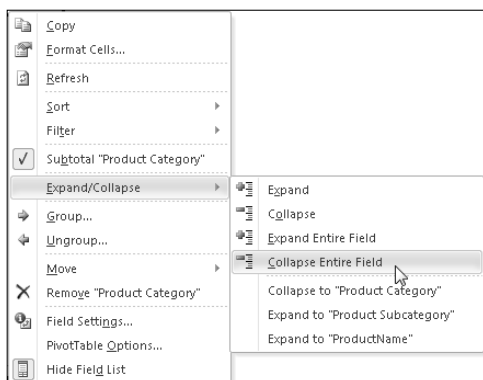 Copy
Format Cells...
Refresh
Sort
Filter
Subtotal "Product Category"
Expand/Collapse
Group...
Ungroup...
Move
Remove "Product Category"
Field Settings...
PivotTable Options...
Hide Field List
Expand
Collapse
Expand Entire Field
Collapse Entire Field
Collapse to "Product Category"
Expand to "Product Subcategory"
Expand to "ProductName"